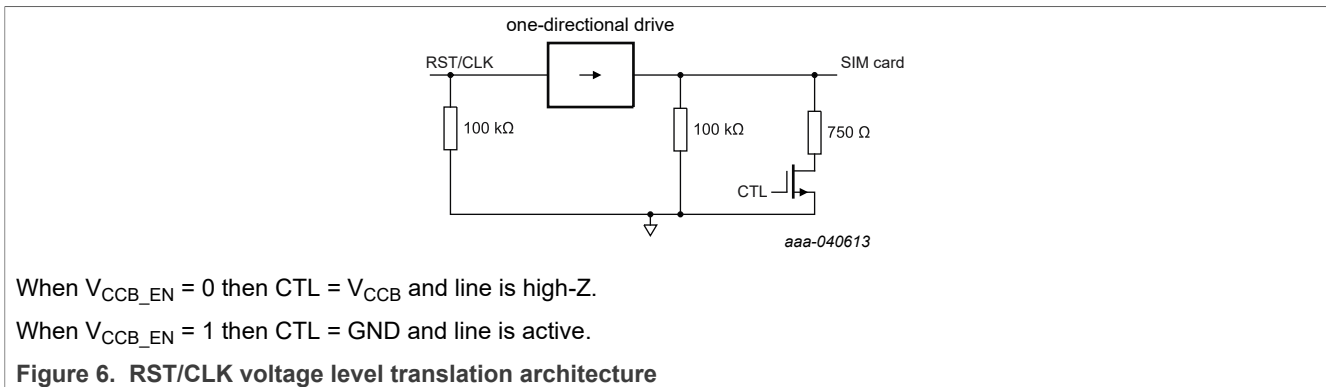 one-directional drive
RST/CLK
SIM card
100 kΩ
100 kΩ
750 Ω
CTL
aaa-040613
When V_CCB_EN = 0 then CTL = V_CCB and line is high-Z.
When V_CCB_EN = 1 then CTL = GND and line is active.
Figure 6. RST/CLK voltage level translation architecture